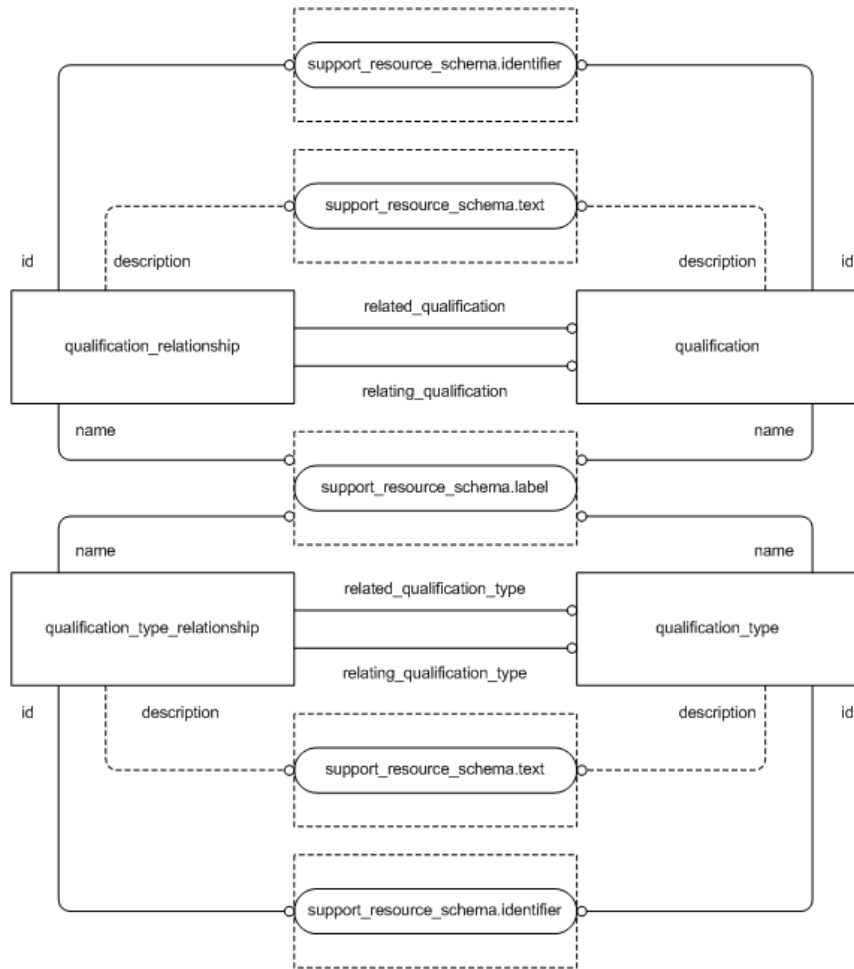 support_resource_schema.identifier
support_resource_schema.text
id
description
description
id
related_qualification
qualification_relationship
qualification
relating_qualification
name
name
support_resource_schema.label
name
name
related_qualification_type
qualification_type_relationship
qualification_type
relating_qualification_type
id
description
description
id
support_resource_schema.text
support_resource_schema.identifier